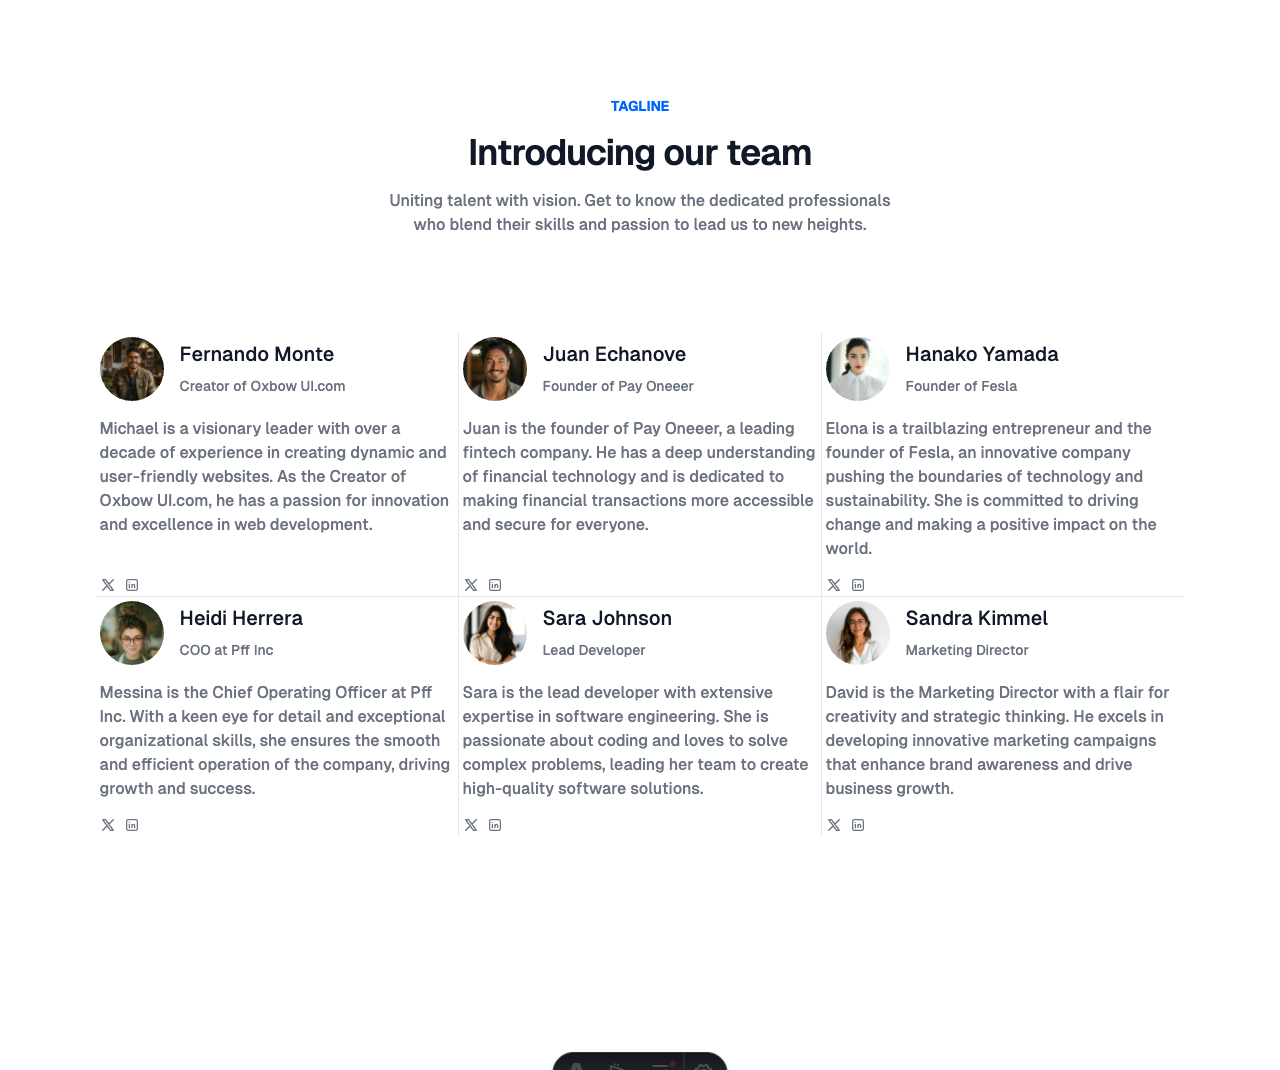 TAGLINE
Introducing our team
Uniting talent with vision. Get to know the dedicated professionals
who blend their skills and passion to lead us to new heights.
Fernando Monte
Creator of Oxbow UI.com
Michael is a visionary leader with over a
decade of experience in creating dynamic and
user-friendly websites. As the Creator of
Oxbow UI.com, he has a passion for innovation
and excellence in web development.
Juan Echanove
Founder of Pay Oneeer
Juan is the founder of Pay Oneeer, a leading
fintech company. He has a deep understanding
of financial technology and is dedicated to
making financial transactions more accessible
and secure for everyone.
Hanako Yamada
Founder of Fesla
Elona is a trailblazing entrepreneur and the
founder of Fesla, an innovative company
pushing the boundaries of technology and
sustainability. She is committed to driving
change and making a positive impact on the
world.
Heidi Herrera
COO at Pff Inc
Messina is the Chief Operating Officer at Pff
Inc. With a keen eye for detail and exceptional
organizational skills, she ensures the smooth
and efficient operation of the company, driving
growth and success.
Sara Johnson
Lead Developer
Sara is the lead developer with extensive
expertise in software engineering. She is
passionate about coding and loves to solve
complex problems, leading her team to create
high-quality software solutions.
Sandra Kimmel
Marketing Director
David is the Marketing Director with a flair for
creativity and strategic thinking. He excels in
developing innovative marketing campaigns
that enhance brand awareness and drive
business growth.